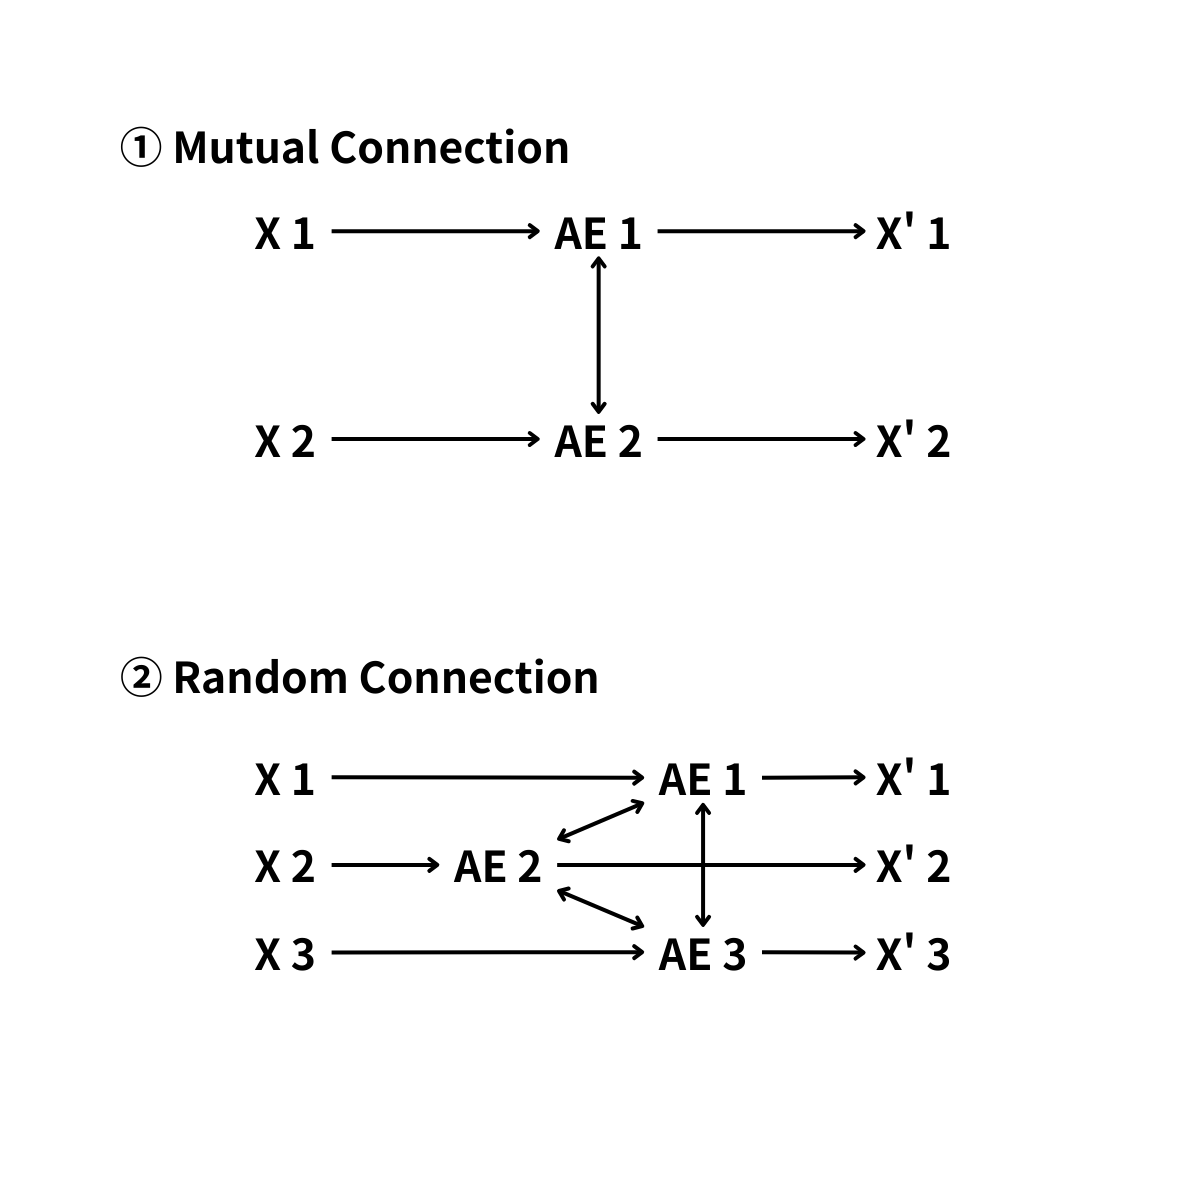 ① Mutual Connection
X 1 AE 1 X' 1
X 2 AE 2 X' 2
② Random Connection
X 1 AE 1 X' 1
X 2 AE 2 X' 2
X 3 AE 3 X' 3